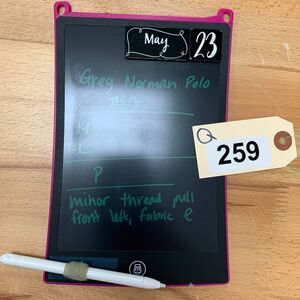 May 23
Greg Norman Polo
259
P
minor thread pull
front left, fabric